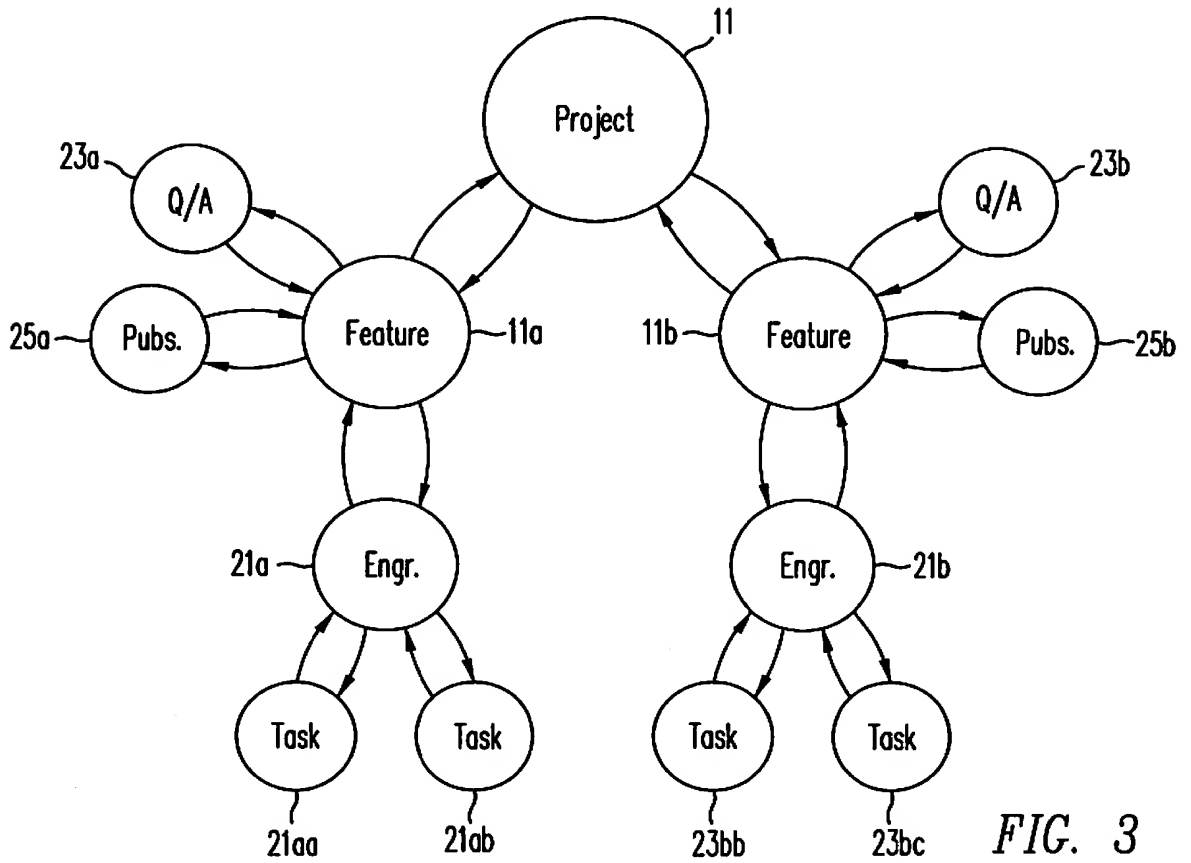 11
Project
23a
Q/A
23b
Q/A
25a
Pubs.
Feature
11a
11b
Feature
Pubs.
25b
21a
Engr.
Engr.
21b
Task
Task
Task
Task
21aa
21ab
23bb
23bc
FIG. 3